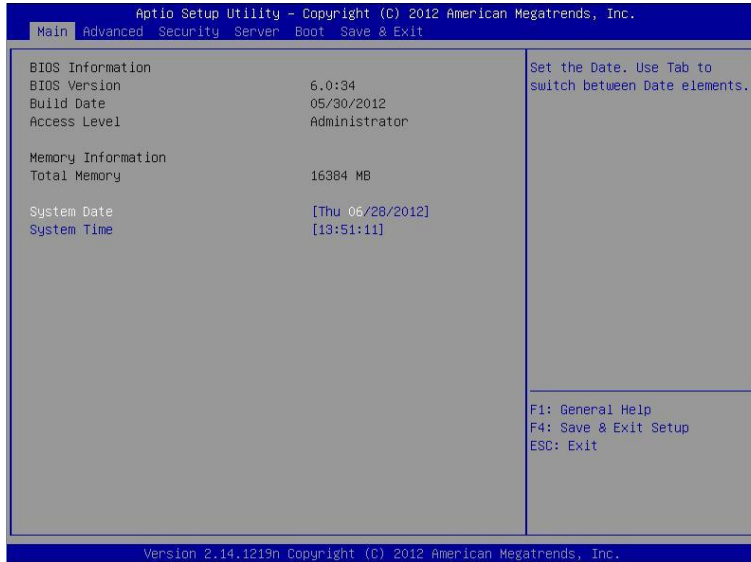 Aptio Setup Utility – Copyright (C) 2012 American Megatrends, Inc.
Main Advanced Security Server Boot Save & Exit
BIOS Information
BIOS Version 6.0:34
Build Date 05/30/2012
Access Level Administrator
Memory Information
Total Memory 16384 MB
System Date [Thu 06/28/2012]
System Time [13:51:11]
Set the Date. Use Tab to
switch between Date elements.
F1: General Help
F4: Save & Exit Setup
ESC: Exit
Version 2.14.1219n Copyright (C) 2012 American Megatrends, Inc.